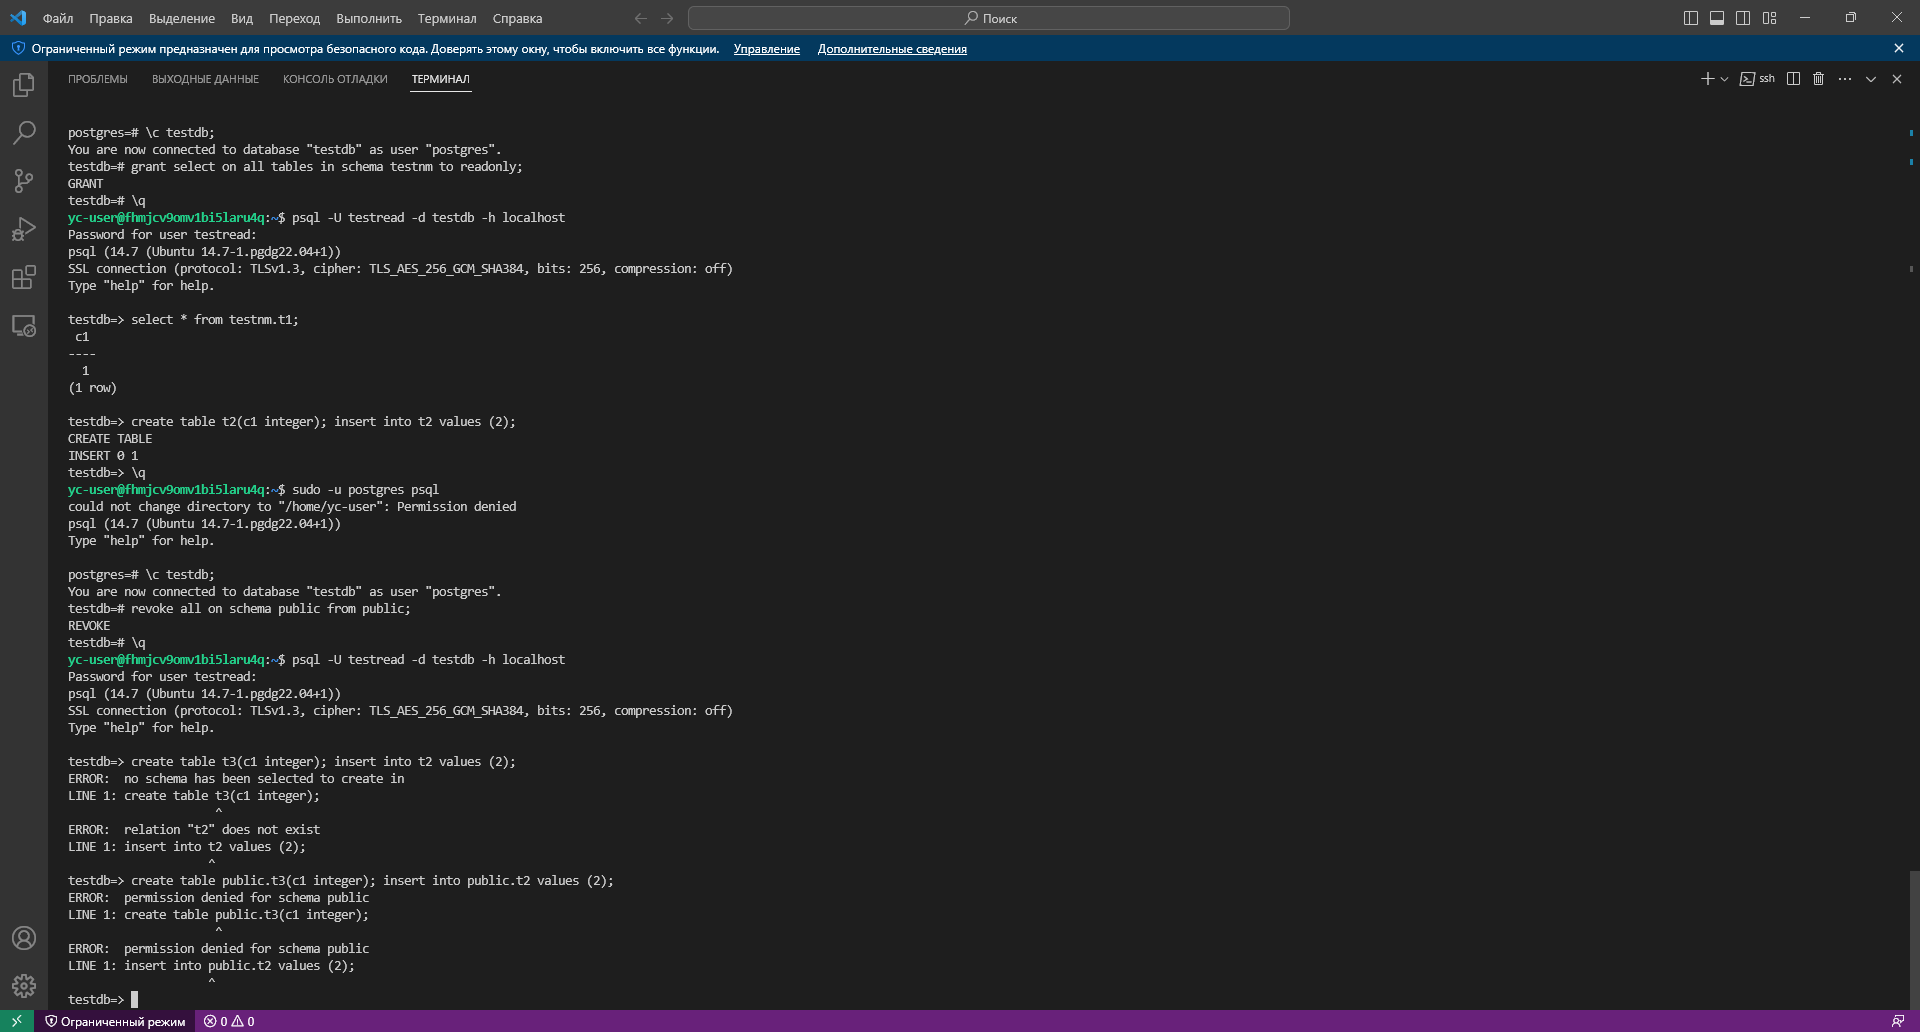 Файл Правка Выделение Вид Переход Выполнить Терминал Справка Поиск
Ограниченный режим предназначен для просмотра безопасного кода. Доверять этому окну, чтобы включить все функции. Управление Дополнительные сведения
ПРОБЛЕМЫ ВЫХОДНЫЕ ДАННЫЕ КОНСОЛЬ ОТЛАДКИ ТЕРМИНАЛ ssh
postgres=# \c testdb;
You are now connected to database "testdb" as user "postgres".
testdb=# grant select on all tables in schema testnm to readonly;
GRANT
testdb=# \q
yc-user@fhmjcv9omv1bi5laru4q:~$ psql -U testread -d testdb -h localhost
Password for user testread:
psql (14.7 (Ubuntu 14.7-1.pgdg22.04+1))
SSL connection (protocol: TLSv1.3, cipher: TLS_AES_256_GCM_SHA384, bits: 256, compression: off)
Type "help" for help.
testdb=> select * from testnm.t1;
c1
----
1
(1 row)
testdb=> create table t2(c1 integer); insert into t2 values (2);
CREATE TABLE
INSERT 0 1
testdb=> \q
yc-user@fhmjcv9omv1bi5laru4q:~$ sudo -u postgres psql
could not change directory to "/home/yc-user": Permission denied
psql (14.7 (Ubuntu 14.7-1.pgdg22.04+1))
Type "help" for help.
postgres=# \c testdb;
You are now connected to database "testdb" as user "postgres".
testdb=# revoke all on schema public from public;
REVOKE
testdb=# \q
yc-user@fhmjcv9omv1bi5laru4q:~$ psql -U testread -d testdb -h localhost
Password for user testread:
psql (14.7 (Ubuntu 14.7-1.pgdg22.04+1))
SSL connection (protocol: TLSv1.3, cipher: TLS_AES_256_GCM_SHA384, bits: 256, compression: off)
Type "help" for help.
testdb=> create table t3(c1 integer); insert into t2 values (2);
ERROR:  no schema has been selected to create in
LINE 1: create table t3(c1 integer);
^
ERROR:  relation "t2" does not exist
LINE 1: insert into t2 values (2);
^
testdb=> create table public.t3(c1 integer); insert into public.t2 values (2);
ERROR:  permission denied for schema public
LINE 1: create table public.t3(c1 integer);
^
ERROR:  permission denied for schema public
LINE 1: insert into public.t2 values (2);
^
testdb=>
Ограниченный режим 0 0